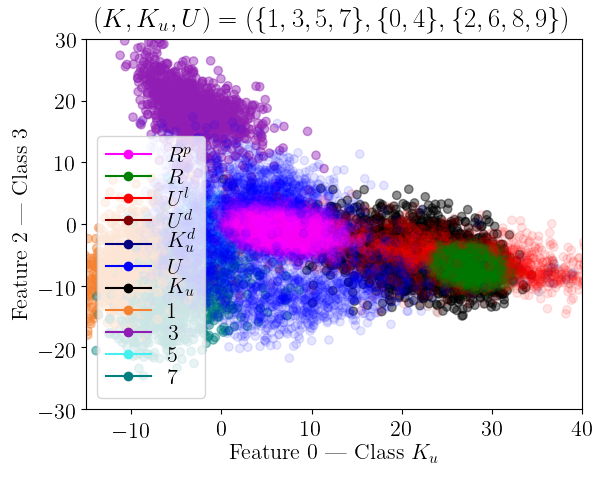 (K, K_u, U) = ({1, 3, 5, 7}, {0, 4}, {2, 6, 8, 9})
30
20
10
0
−10
−20
−30
Feature 2 — Class 3
R^p
R
U^l
U^d
K_u^d
U
K_u
1
3
5
7
−10
0
10
20
30
40
Feature 0 — Class K_u